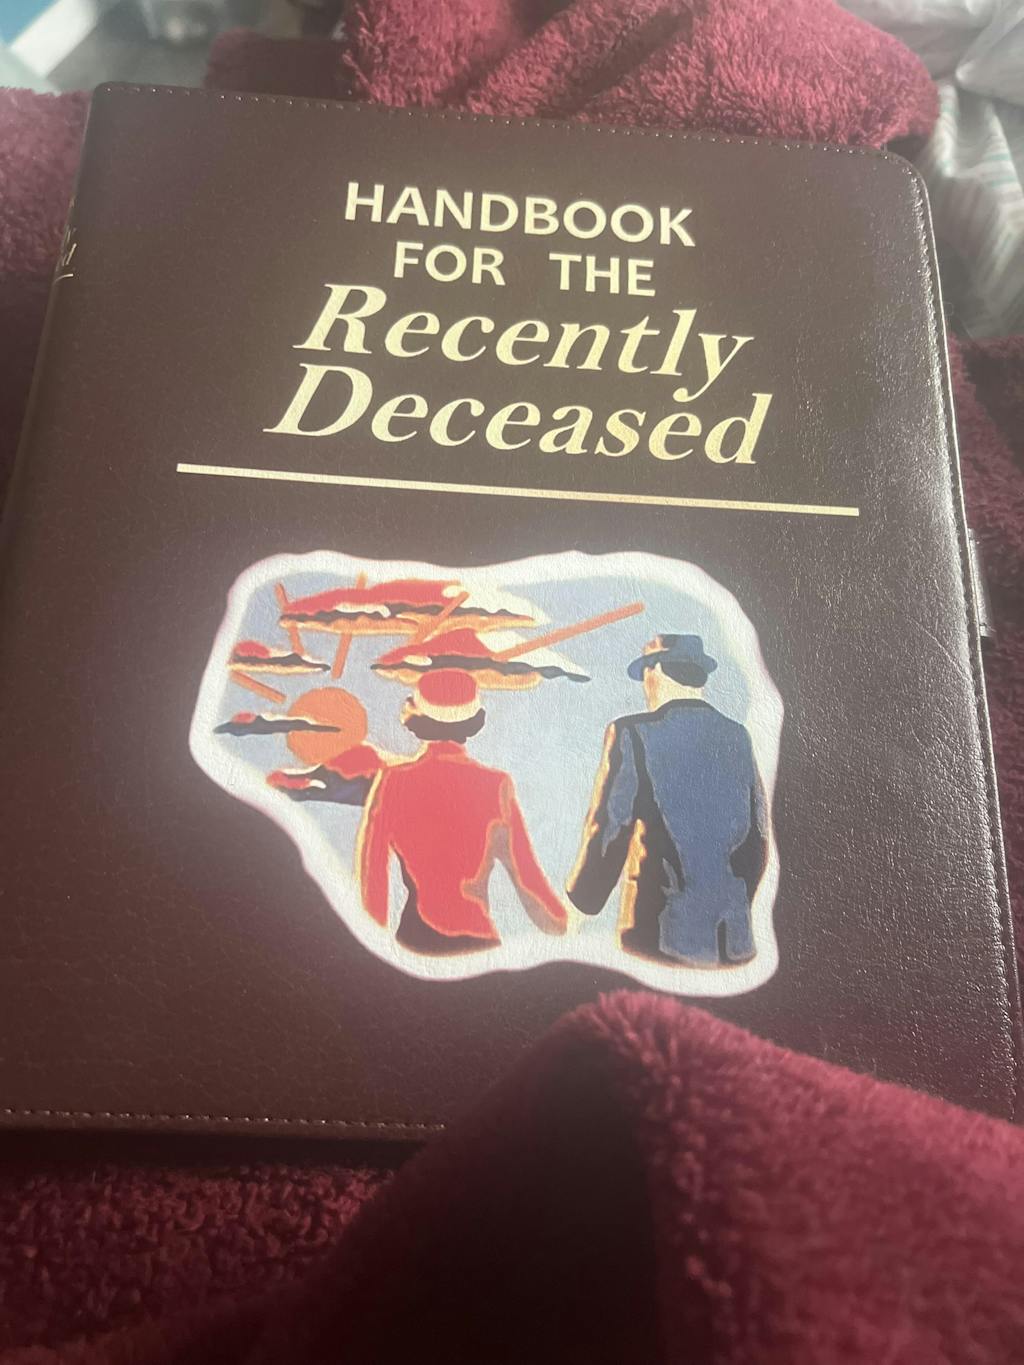 HANDBOOK
FOR THE
Recently
Deceased